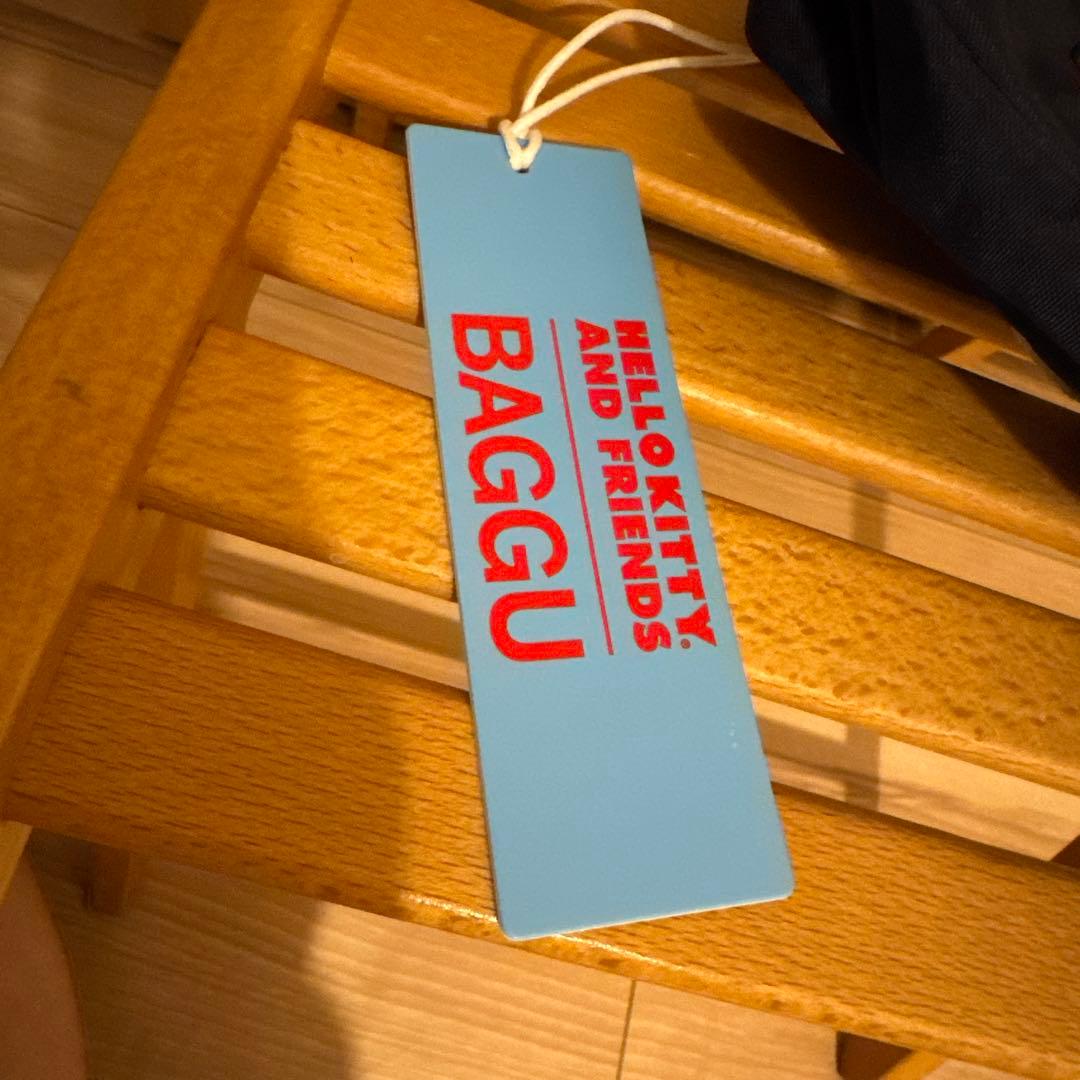 HELLO KITTY®
AND FRIENDS
BAGGU